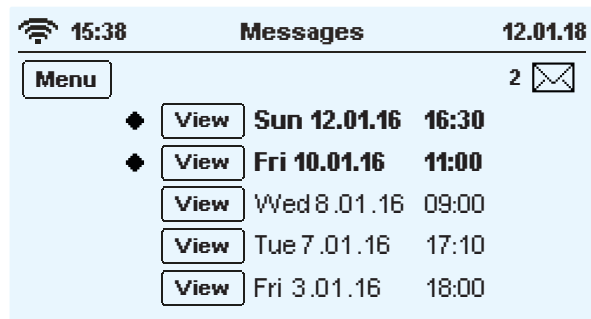 15:38 Messages 12.01.18
Menu 2
View Sun 12.01.16 16:30
View Fri 10.01.16 11:00
View Wed 8.01.16 09:00
View Tue 7.01.16 17:10
View Fri 3.01.16 18:00